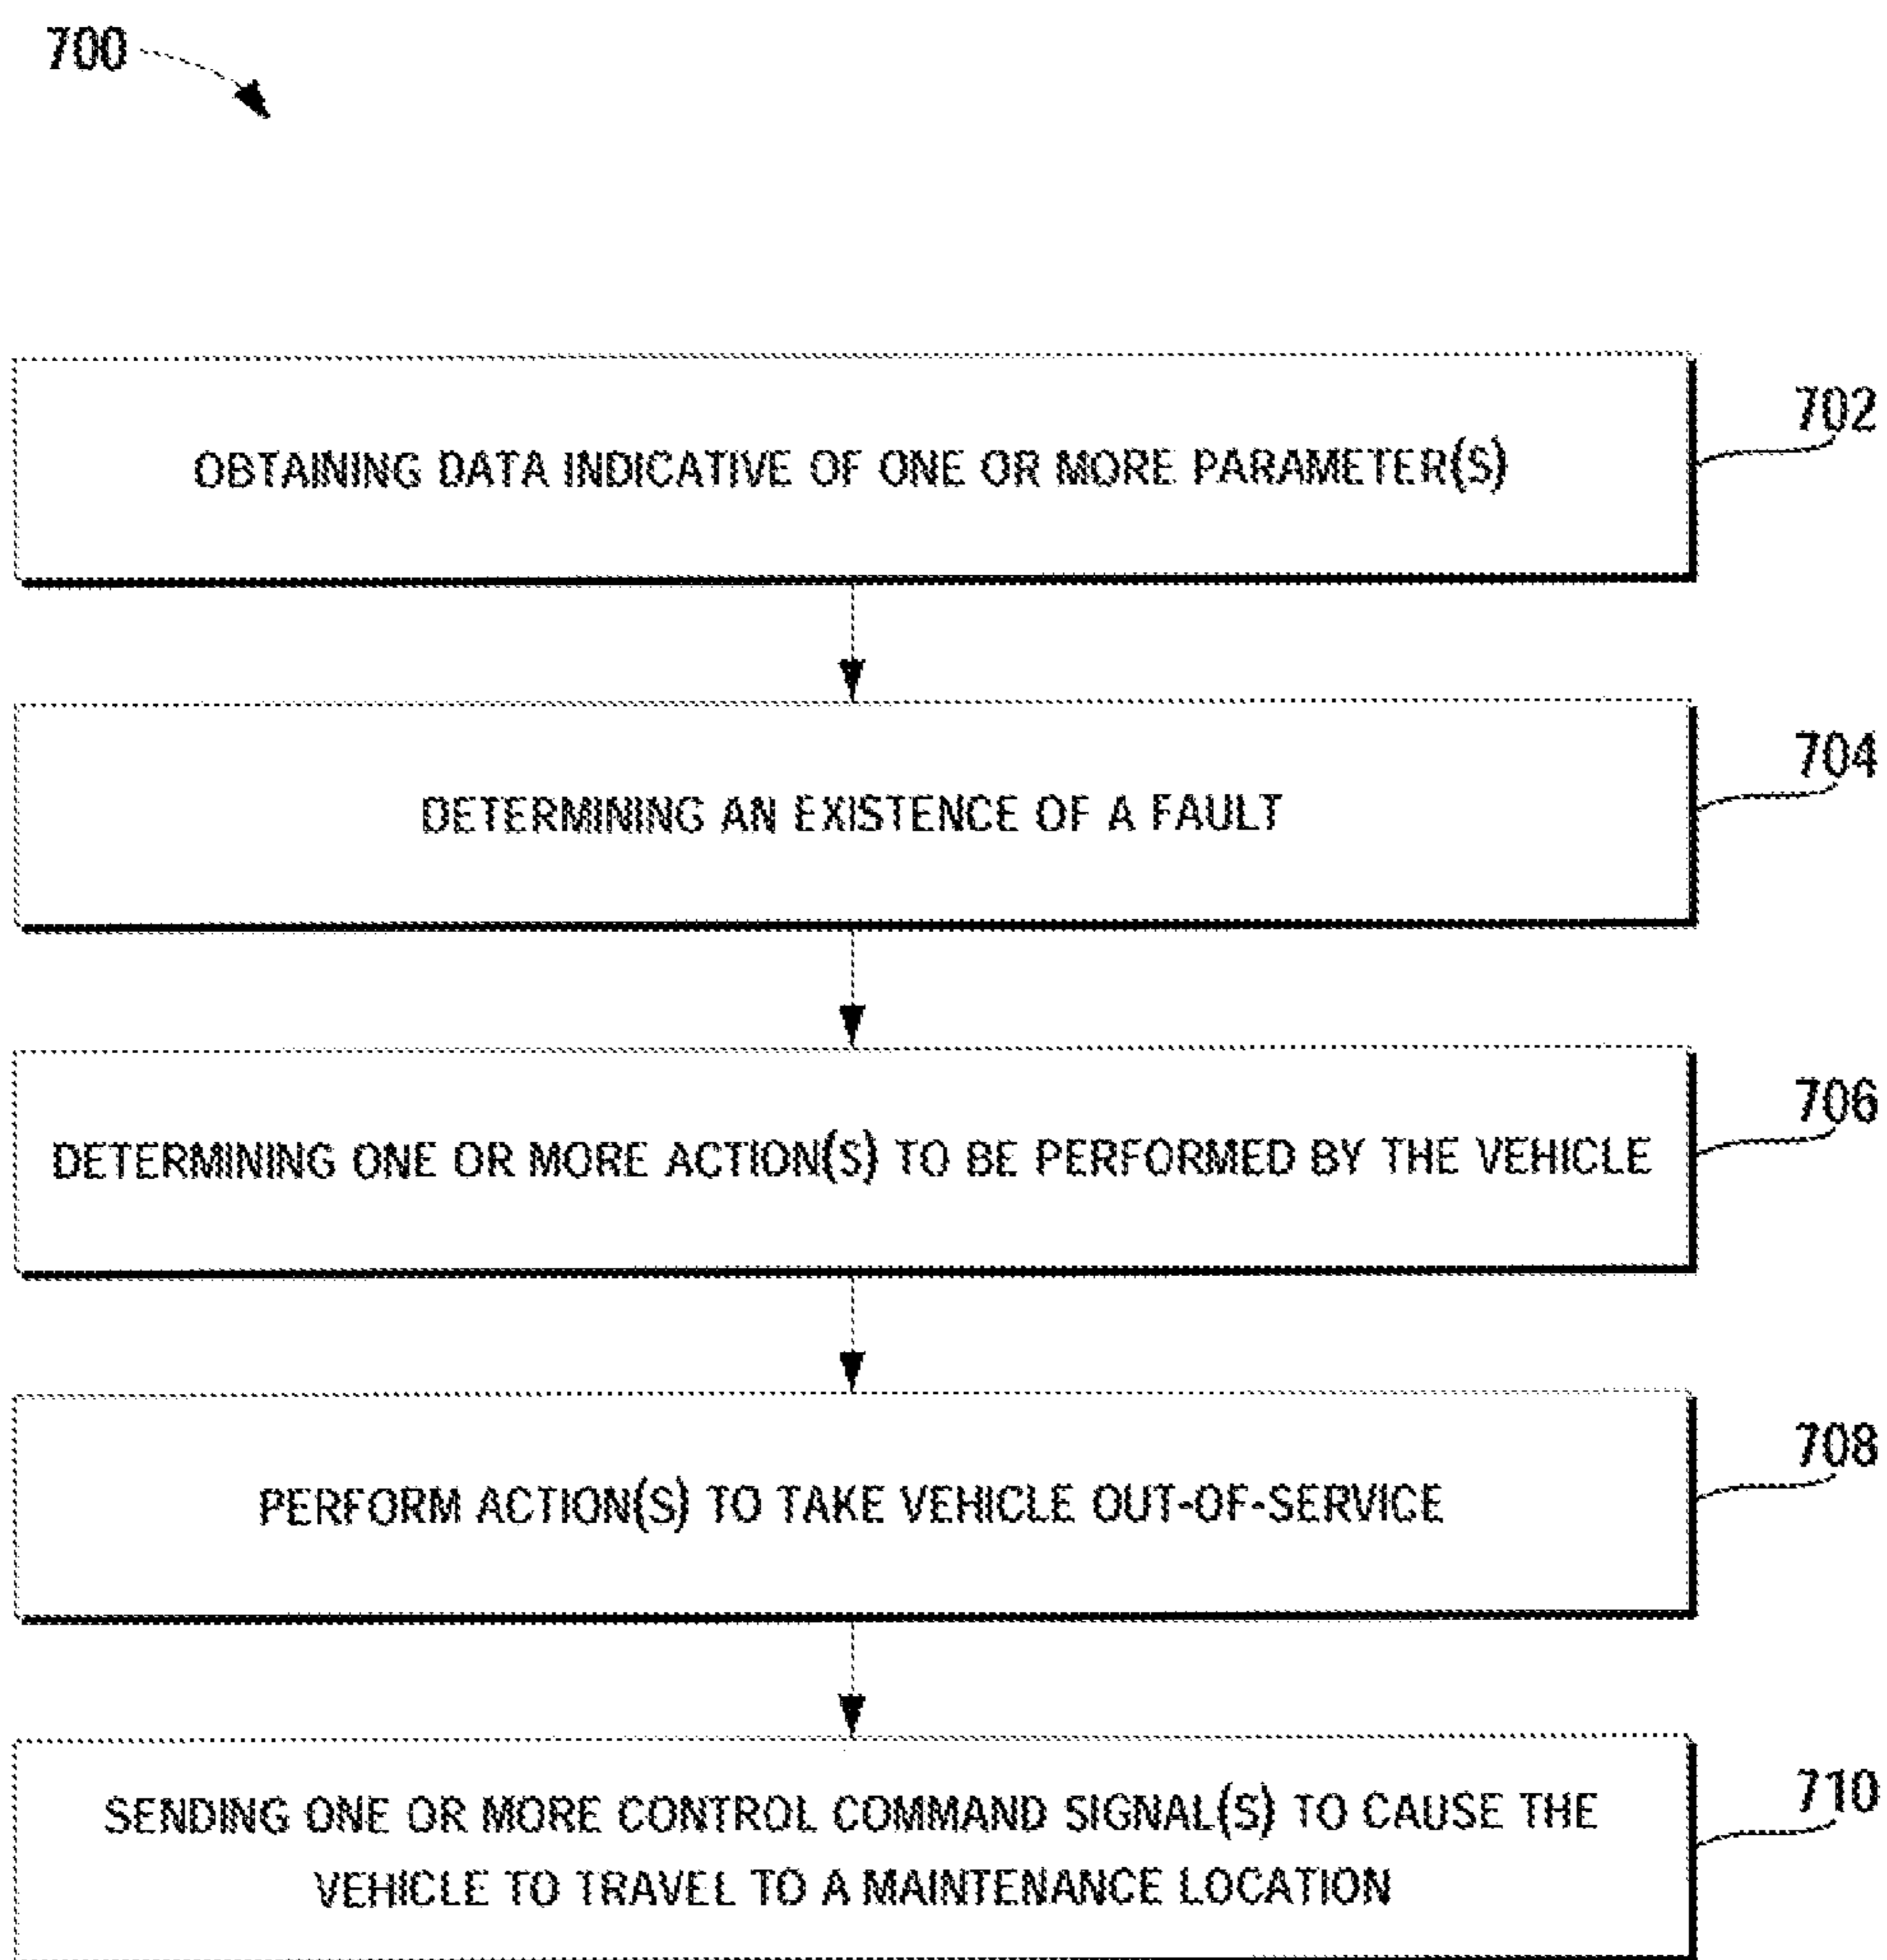 700
OBTAINING DATA INDICATIVE OF ONE OR MORE PARAMETER(S)
702
DETERMINING AN EXISTENCE OF A FAULT
704
DETERMINING ONE OR MORE ACTION(S) TO BE PERFORMED BY THE VEHICLE
706
PERFORM ACTION(S) TO TAKE VEHICLE OUT-OF-SERVICE
708
SENDING ONE OR MORE CONTROL COMMAND SIGNAL(S) TO CAUSE THE
VEHICLE TO TRAVEL TO A MAINTENANCE LOCATION
710